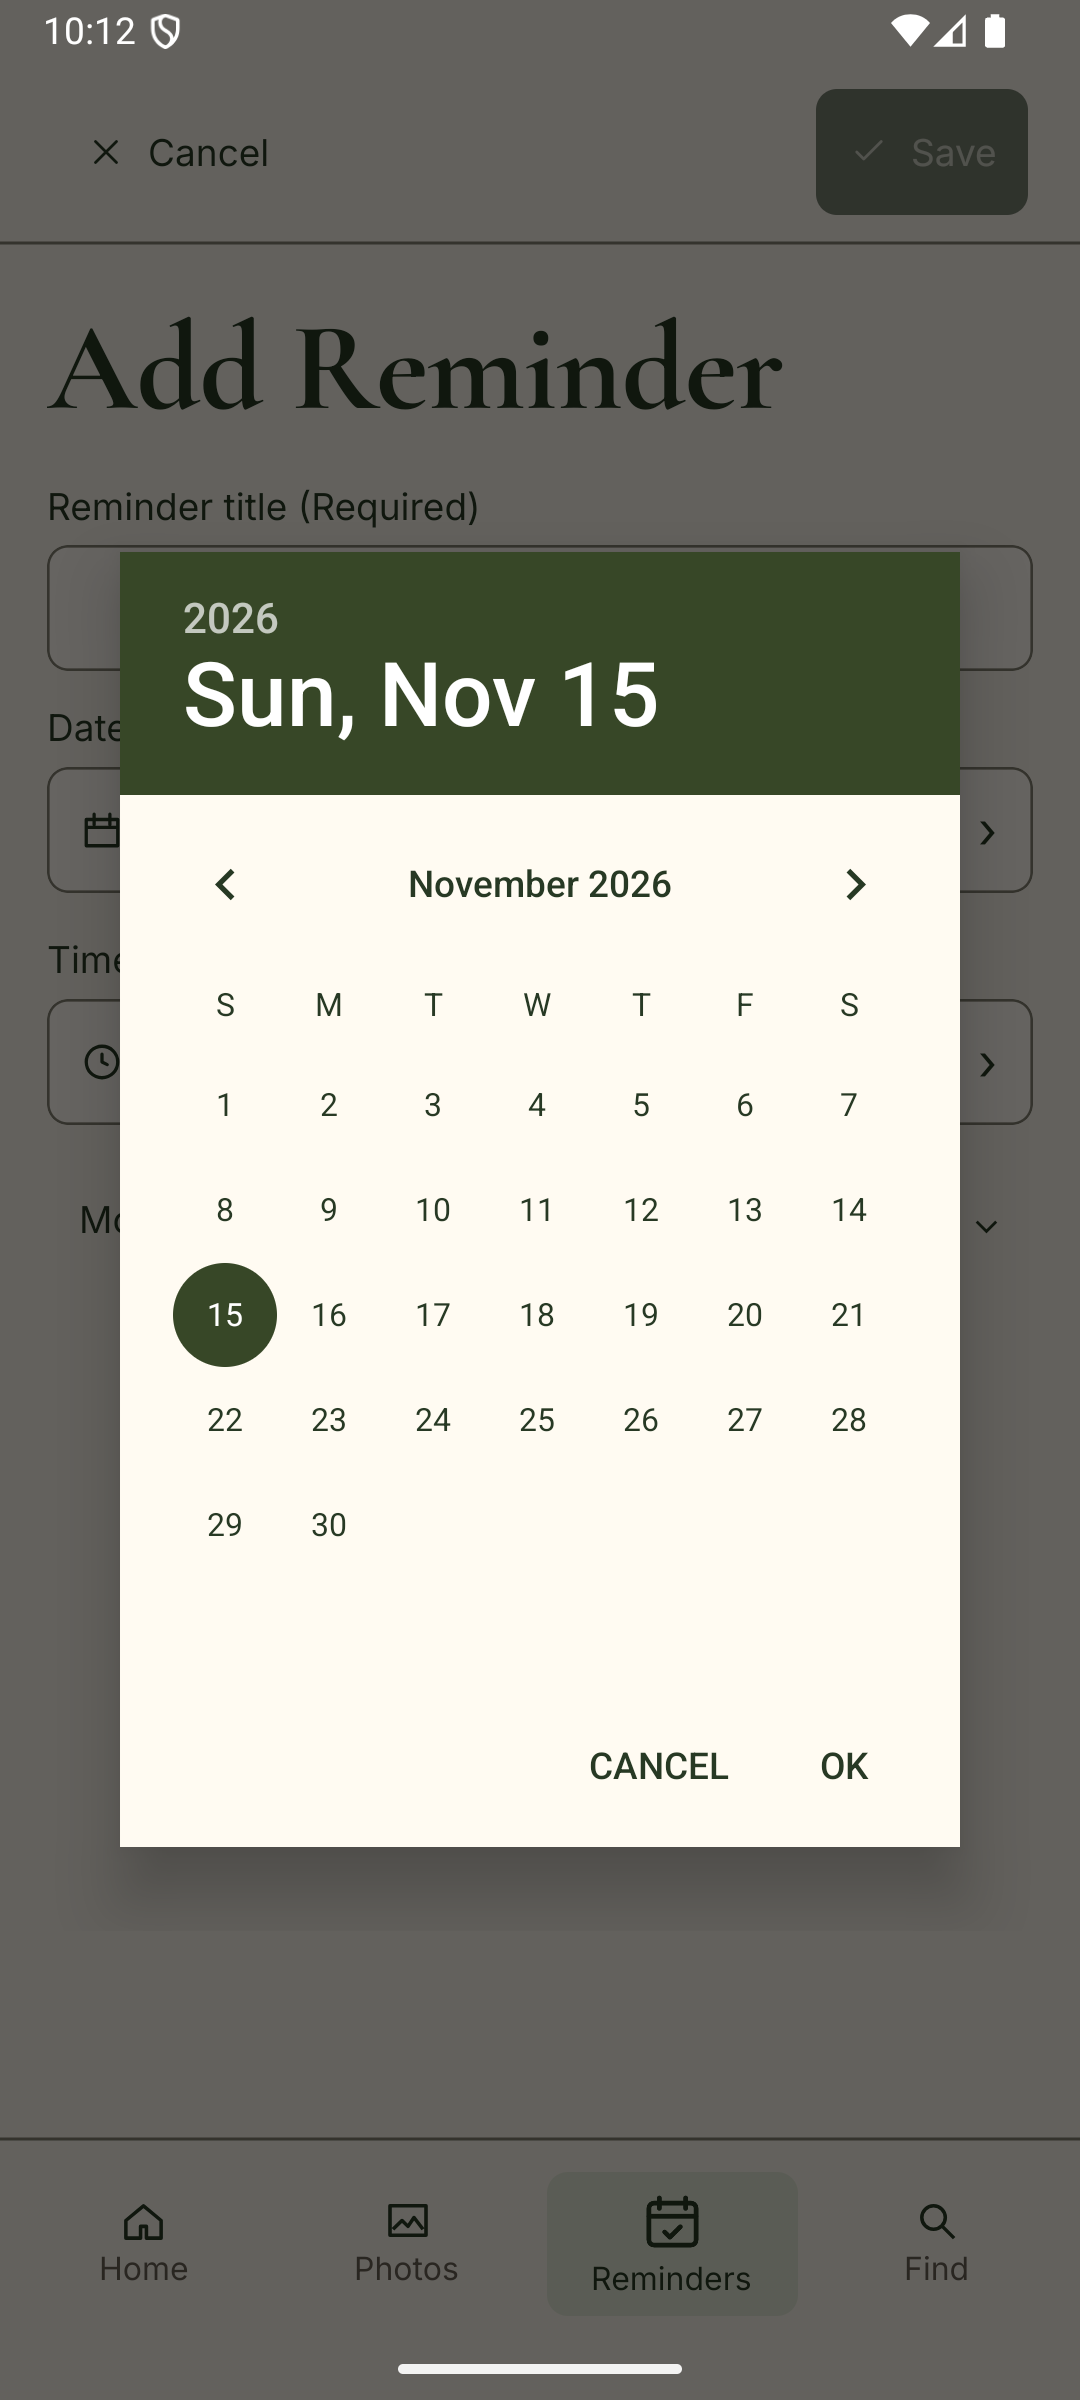 10:12
Cancel
Save
Add Reminder
Reminder title (Required)
2026
Sun, Nov 15
Date
November 2026
S M T W T F S
Time
1 2 3 4 5 6 7
8 9 10 11 12 13 14
15 16 17 18 19 20 21
22 23 24 25 26 27 28
29 30
CANCEL OK
Home Photos Reminders Find